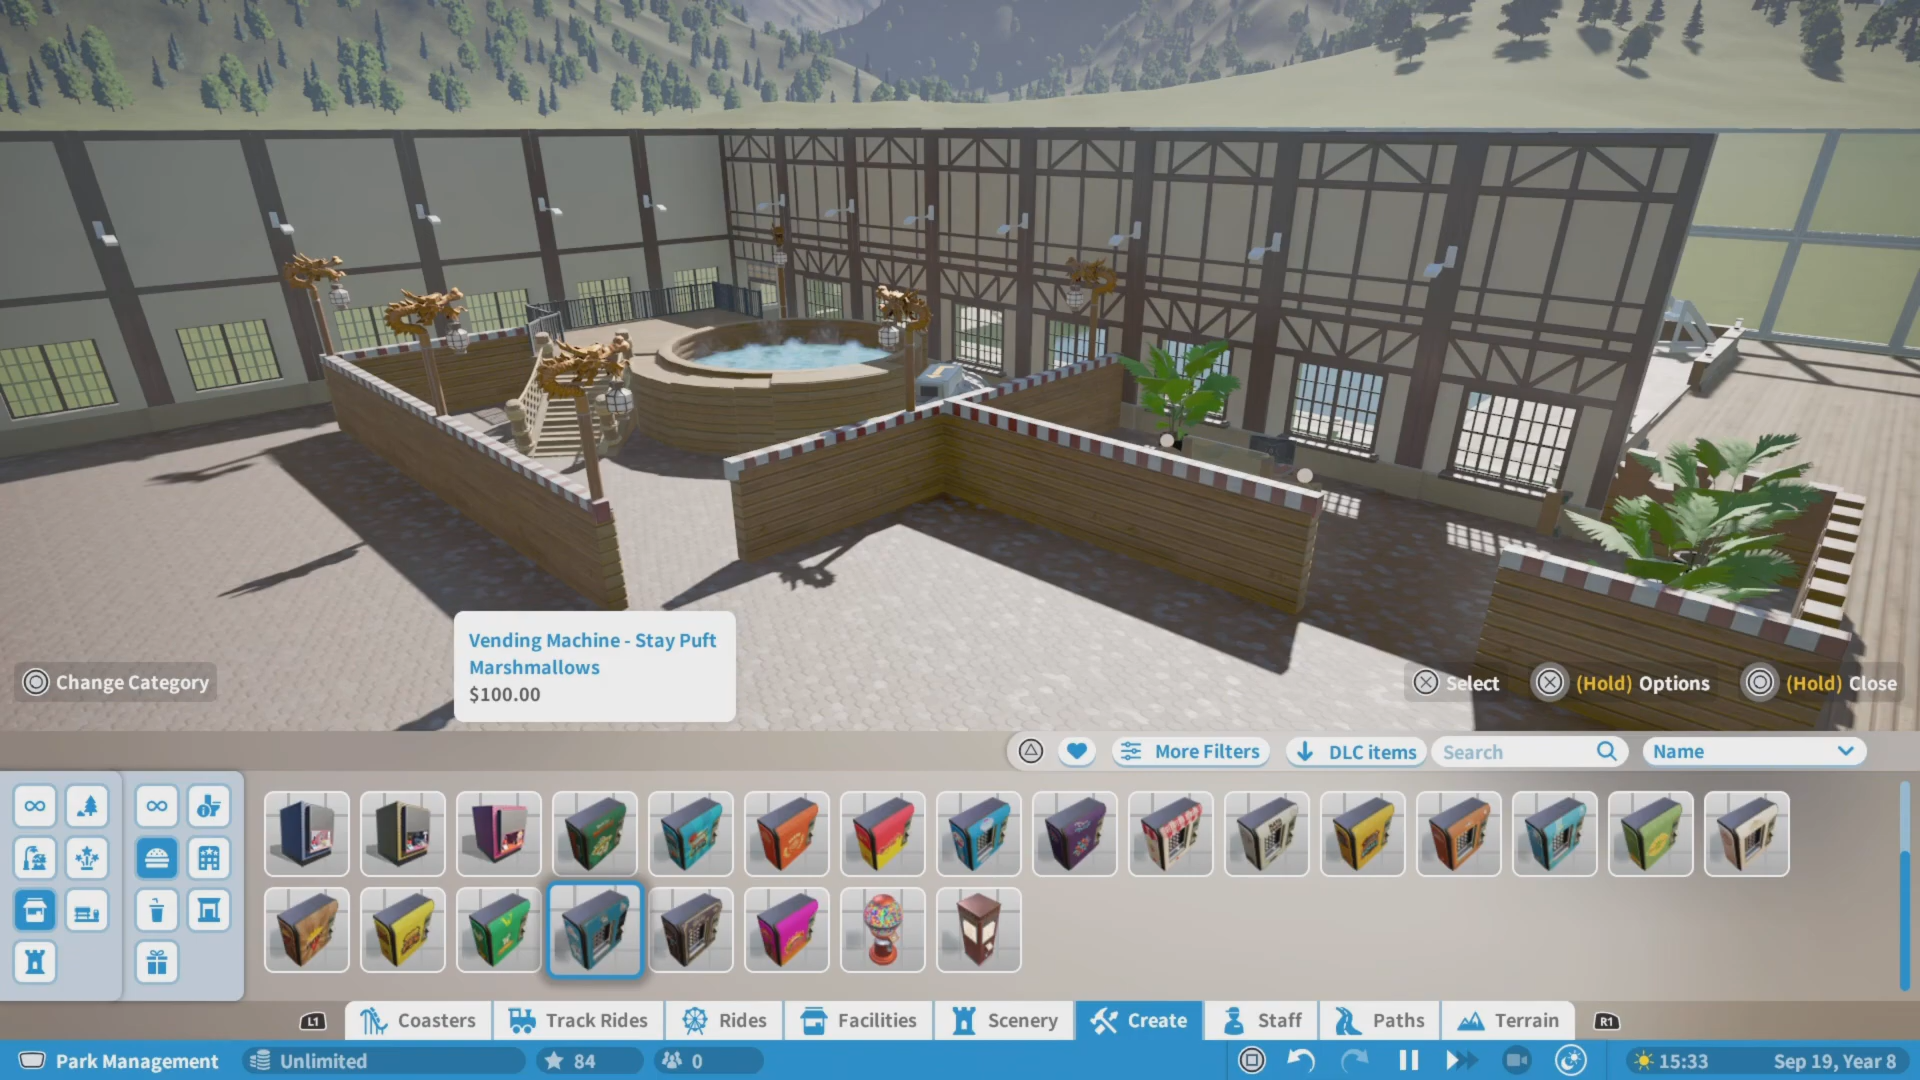 Vending Machine - Stay Puft
Marshmallows
$100.00
Change Category
Select
(Hold) Options
(Hold) Close
More Filters
DLC items
Search
Name
L1
Coasters
Track Rides
Rides
Facilities
Scenery
Create
Staff
Paths
Terrain
R1
Park Management
Unlimited
84
0
15:33
Sep 19, Year 8